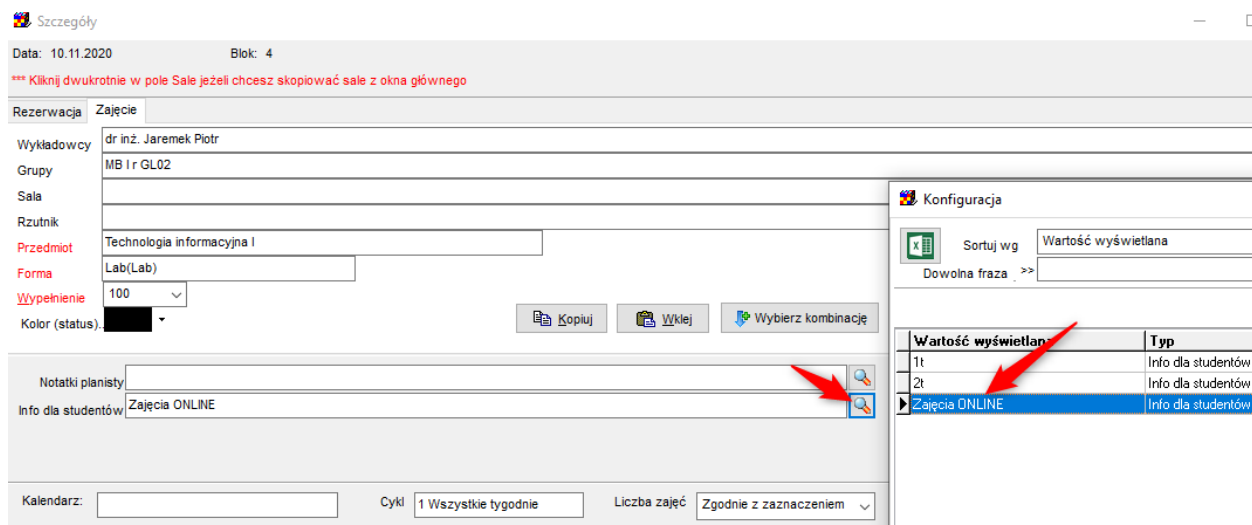 Szczegóły
Data: 10.11.2020 Blok: 4
*** Kliknij dwukrotnie w pole Sale jeżeli chcesz skopiować sale z okna głównego
Rezerwacja Zajęcie
Wykładowcy dr inż. Jaremek Piotr
Grupy MB I r GL02
Sala
Rzutnik
Przedmiot Technologia informacyjna I
Forma Lab(Lab)
Wypełnienie 100
Kolor (status)..
Kopiuj Wklej Wybierz kombinację
Notatki planisty
Info dla studentów Zajęcia ONLINE
Kalendarz: Cykl 1 Wszystkie tygodnie Liczba zajęć Zgodnie z zaznaczeniem
Konfiguracja
Sortuj wg Wartość wyświetlana
Dowolna fraza >>
Wartość wyświetlana Typ
1t Info dla studentów
2t Info dla studentów
Zajęcia ONLINE Info dla studentów